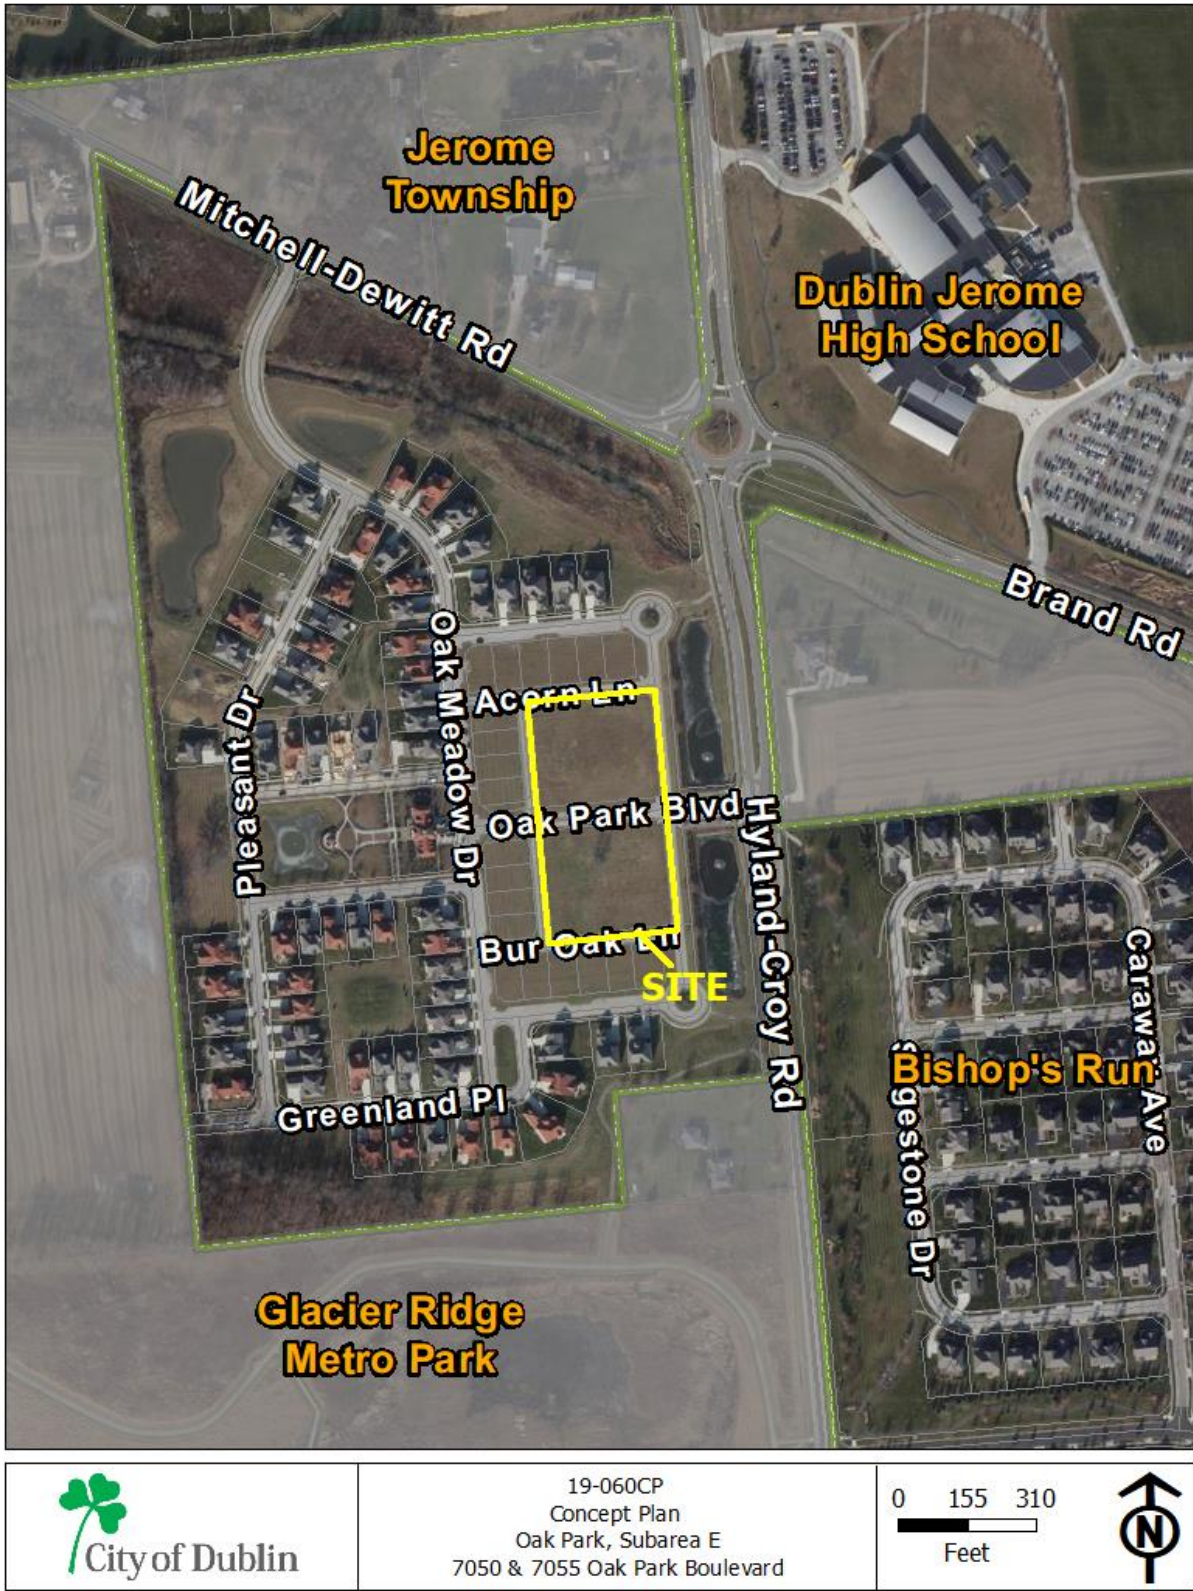 Jerome
Township
Mitchell-Dewitt Rd
Dublin Jerome
High School
Brand Rd
Oak Meadow Dr
Acorn Ln
Pleasant Dr
Oak Park Blvd
Hyland-Croy Rd
Bur Oak Ln
SITE
Caraway Ave
Bishop's Run
Sagestone Dr
Greenland Pl
Glacier Ridge
Metro Park
City of Dublin
19-060CP
Concept Plan
Oak Park, Subarea E
7050 & 7055 Oak Park Boulevard
0 155 310
Feet
N